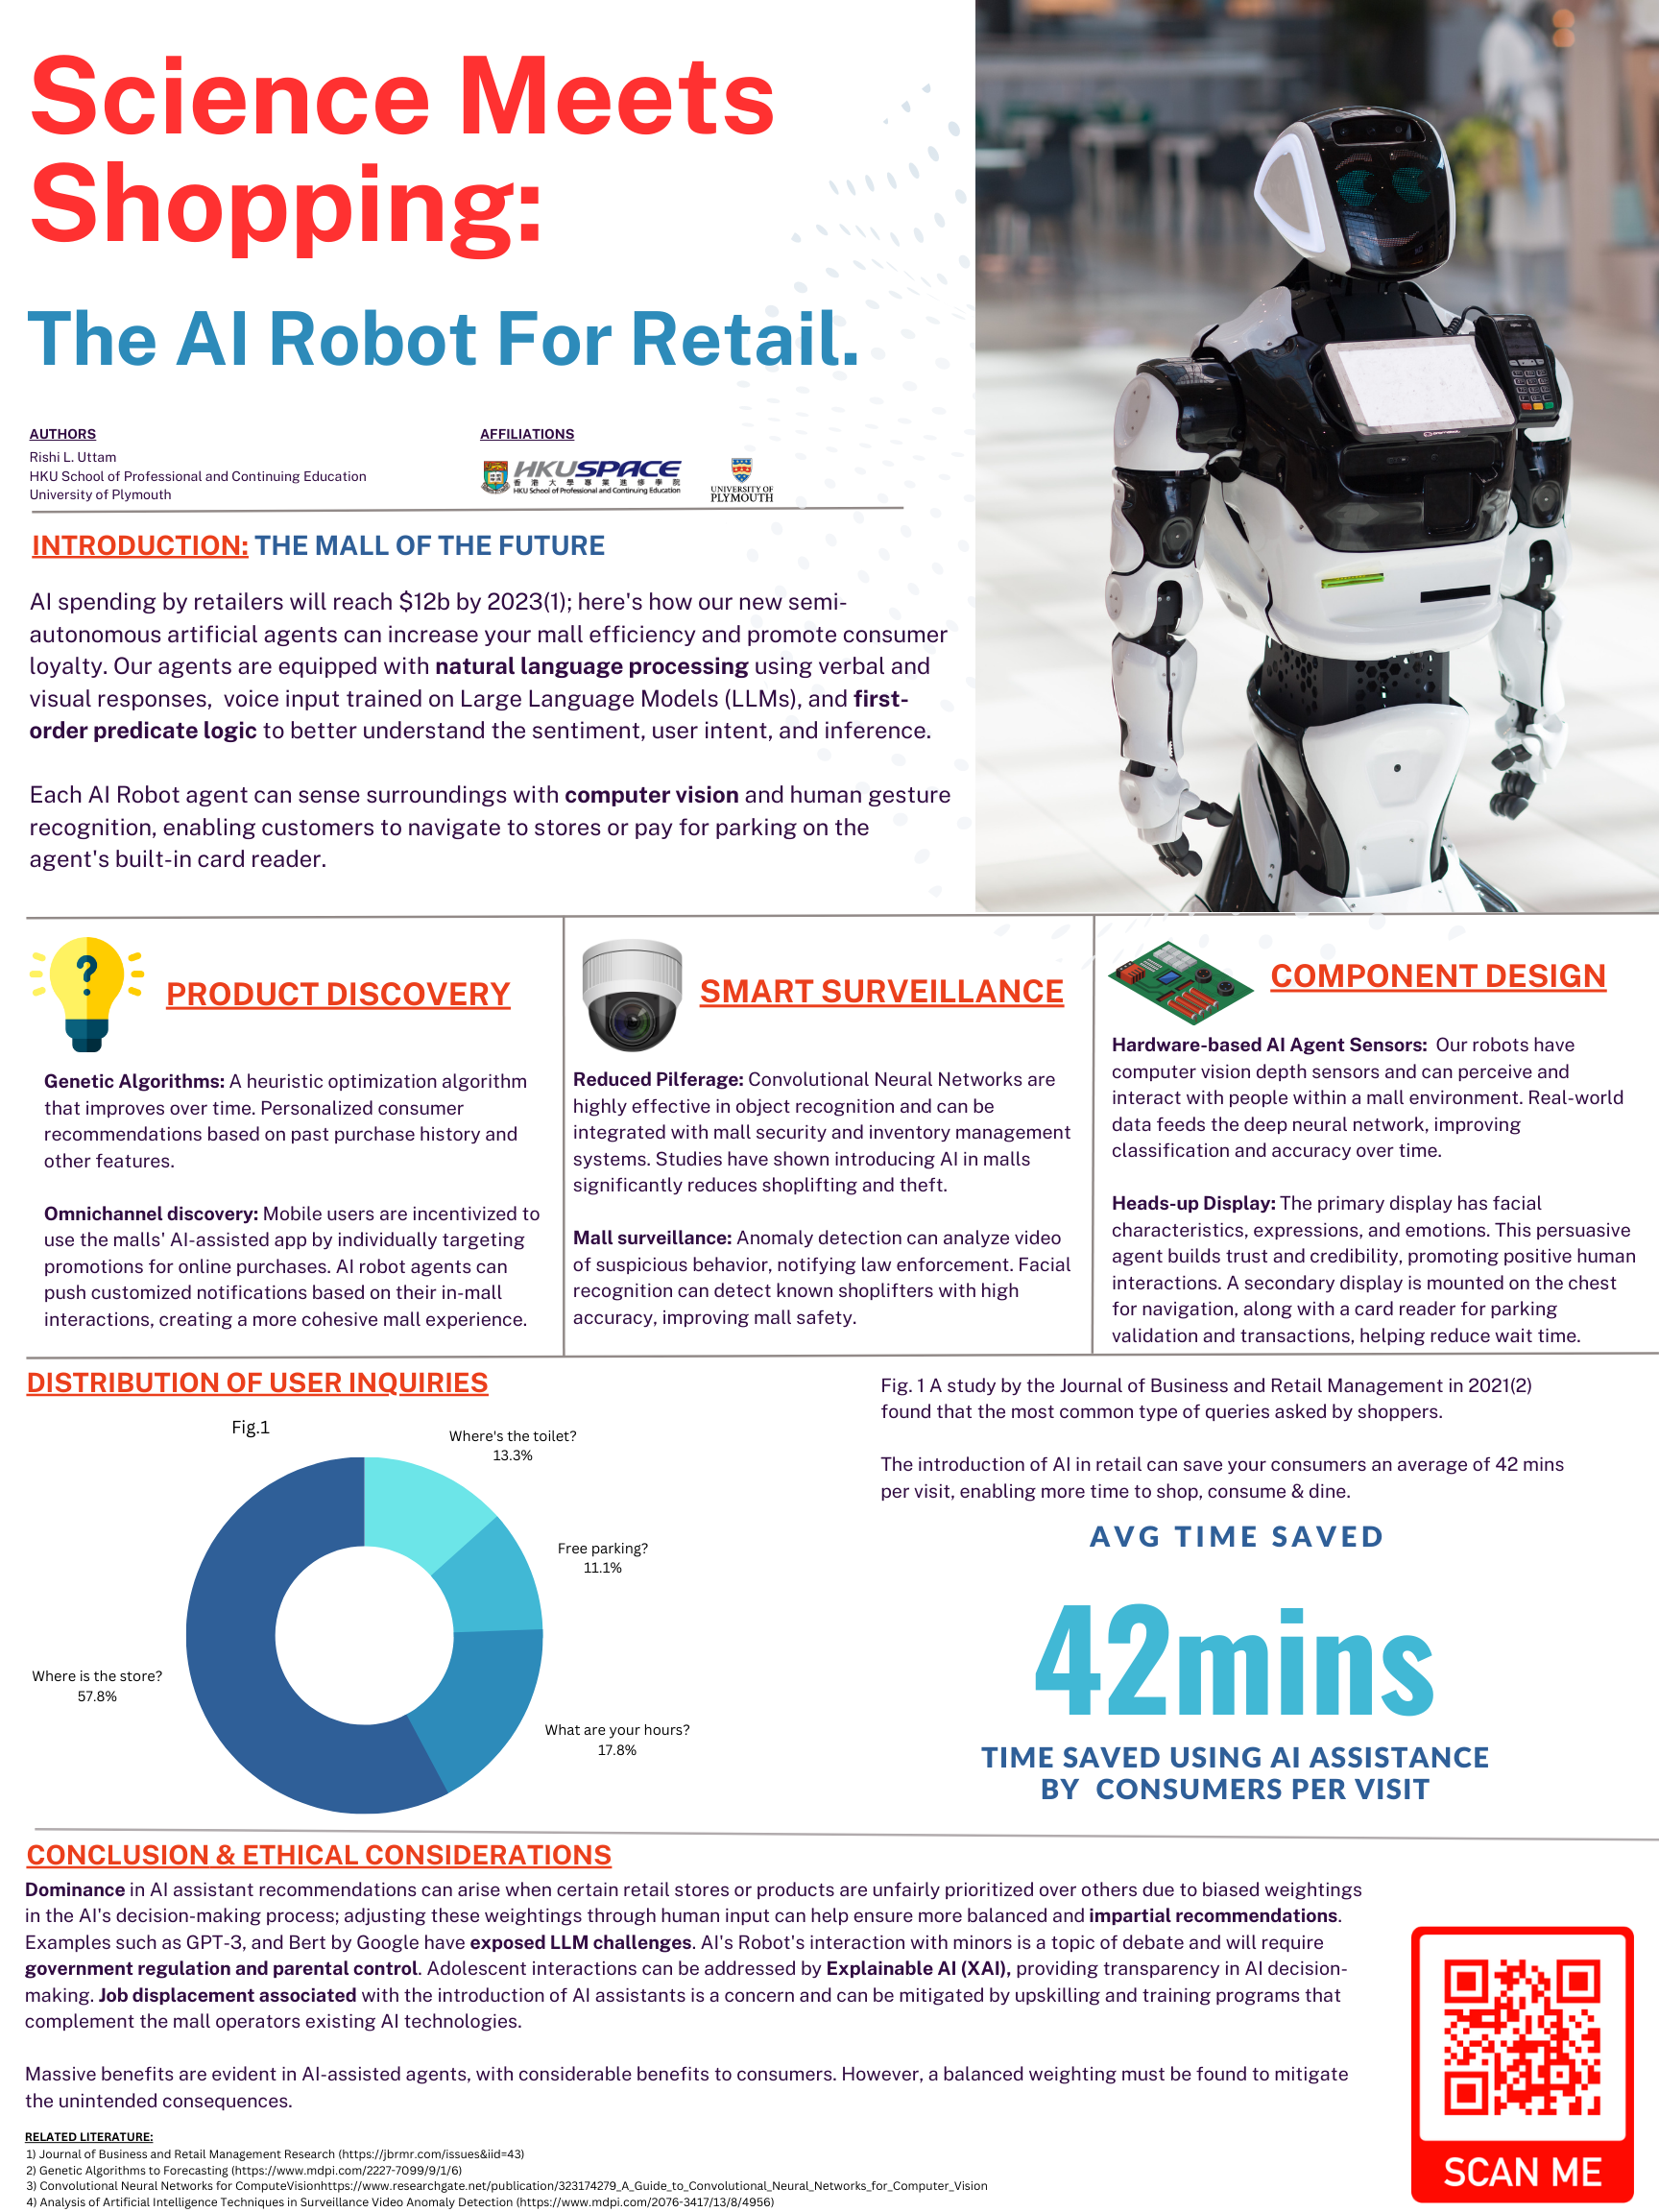 Science Meets
Shopping:
The AI Robot For Retail.
AUTHORS
Rishi L. Uttam
HKU School of Professional and Continuing Education
University of Plymouth
AFFILIATIONS
HKUSPACE
香港大學專業進修學院
HKU School of Professional and Continuing Education
UNIVERSITY OF
PLYMOUTH
INTRODUCTION: THE MALL OF THE FUTURE
AI spending by retailers will reach $12b by 2023(1); here's how our new semi-
autonomous artificial agents can increase your mall efficiency and promote consumer
loyalty. Our agents are equipped with natural language processing using verbal and
visual responses,  voice input trained on Large Language Models (LLMs), and first-
order predicate logic to better understand the sentiment, user intent, and inference.
Each AI Robot agent can sense surroundings with computer vision and human gesture
recognition, enabling customers to navigate to stores or pay for parking on the
agent's built-in card reader.
PRODUCT DISCOVERY
Genetic Algorithms: A heuristic optimization algorithm
that improves over time. Personalized consumer
recommendations based on past purchase history and
other features.
Omnichannel discovery: Mobile users are incentivized to
use the malls' AI-assisted app by individually targeting
promotions for online purchases. AI robot agents can
push customized notifications based on their in-mall
interactions, creating a more cohesive mall experience.
SMART SURVEILLANCE
Reduced Pilferage: Convolutional Neural Networks are
highly effective in object recognition and can be
integrated with mall security and inventory management
systems. Studies have shown introducing AI in malls
significantly reduces shoplifting and theft.
Mall surveillance: Anomaly detection can analyze video
of suspicious behavior, notifying law enforcement. Facial
recognition can detect known shoplifters with high
accuracy, improving mall safety.
COMPONENT DESIGN
Hardware-based AI Agent Sensors:  Our robots have
computer vision depth sensors and can perceive and
interact with people within a mall environment. Real-world
data feeds the deep neural network, improving
classification and accuracy over time.
Heads-up Display: The primary display has facial
characteristics, expressions, and emotions. This persuasive
agent builds trust and credibility, promoting positive human
interactions. A secondary display is mounted on the chest
for navigation, along with a card reader for parking
validation and transactions, helping reduce wait time.
DISTRIBUTION OF USER INQUIRIES
Fig.1
Where's the toilet?
13.3%
Free parking?
11.1%
What are your hours?
17.8%
Where is the store?
57.8%
Fig. 1 A study by the Journal of Business and Retail Management in 2021(2)
found that the most common type of queries asked by shoppers.
The introduction of AI in retail can save your consumers an average of 42 mins
per visit, enabling more time to shop, consume & dine.
AVG TIME SAVED
42mins
TIME SAVED USING AI ASSISTANCE
BY  CONSUMERS PER VISIT
CONCLUSION & ETHICAL CONSIDERATIONS
Dominance in AI assistant recommendations can arise when certain retail stores or products are unfairly prioritized over others due to biased weightings
in the AI's decision-making process; adjusting these weightings through human input can help ensure more balanced and impartial recommendations.
Examples such as GPT-3, and Bert by Google have exposed LLM challenges. AI's Robot's interaction with minors is a topic of debate and will require
government regulation and parental control. Adolescent interactions can be addressed by Explainable AI (XAI), providing transparency in AI decision-
making. Job displacement associated with the introduction of AI assistants is a concern and can be mitigated by upskilling and training programs that
complement the mall operators existing AI technologies.
Massive benefits are evident in AI-assisted agents, with considerable benefits to consumers. However, a balanced weighting must be found to mitigate
the unintended consequences.
RELATED LITERATURE:
1) Journal of Business and Retail Management Research (https://jbrmr.com/issues&iid=43)
2) Genetic Algorithms to Forecasting (https://www.mdpi.com/2227-7099/9/1/6)
3) Convolutional Neural Networks for ComputeVisionhttps://www.researchgate.net/publication/323174279_A_Guide_to_Convolutional_Neural_Networks_for_Computer_Vision
4) Analysis of Artificial Intelligence Techniques in Surveillance Video Anomaly Detection (https://www.mdpi.com/2076-3417/13/8/4956)
SCAN ME